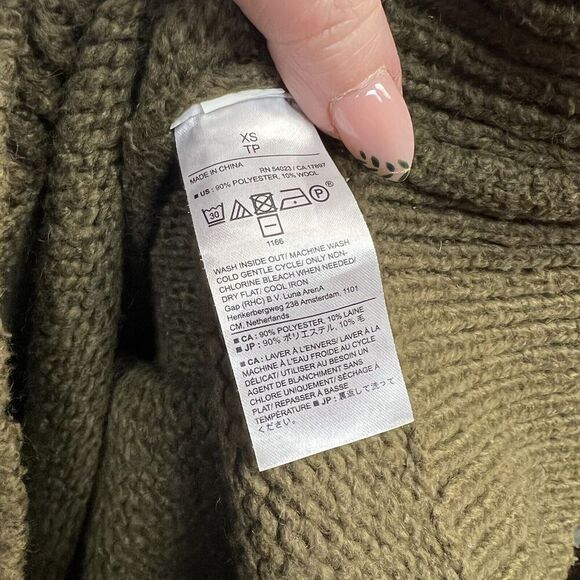 XS
TP
MADE IN CHINA RN 54023 / CA 17897
■ US : 90% POLYESTER, 10% WOOL
30 P
1166
WASH INSIDE OUT/ MACHINE WASH
COLD GENTLE CYCLE/ ONLY NON-
CHLORINE BLEACH WHEN NEEDED/
DRY FLAT/ COOL IRON
Gap (RHC) B.V. Luna ArenA
Herikerbergweg 238 Amsterdam, 1101
CM, Netherlands
■ CA : 90% POLYESTER, 10% LAINE
■ JP : 90% ポリエステル, 10% 毛
■ CA : LAVER À L'ENVERS/ LAVER À LA
MACHINE À L'EAU FROIDE AU CYCLE
DÉLICAT/ UTILISER AU BESOIN UN
AGENT DE BLANCHIMENT SANS
CHLORE UNIQUEMENT/ SÉCHAGE À
PLAT/ REPASSER À BASSE
TEMPÉRATURE ■ JP : 裏返して洗って
ください。